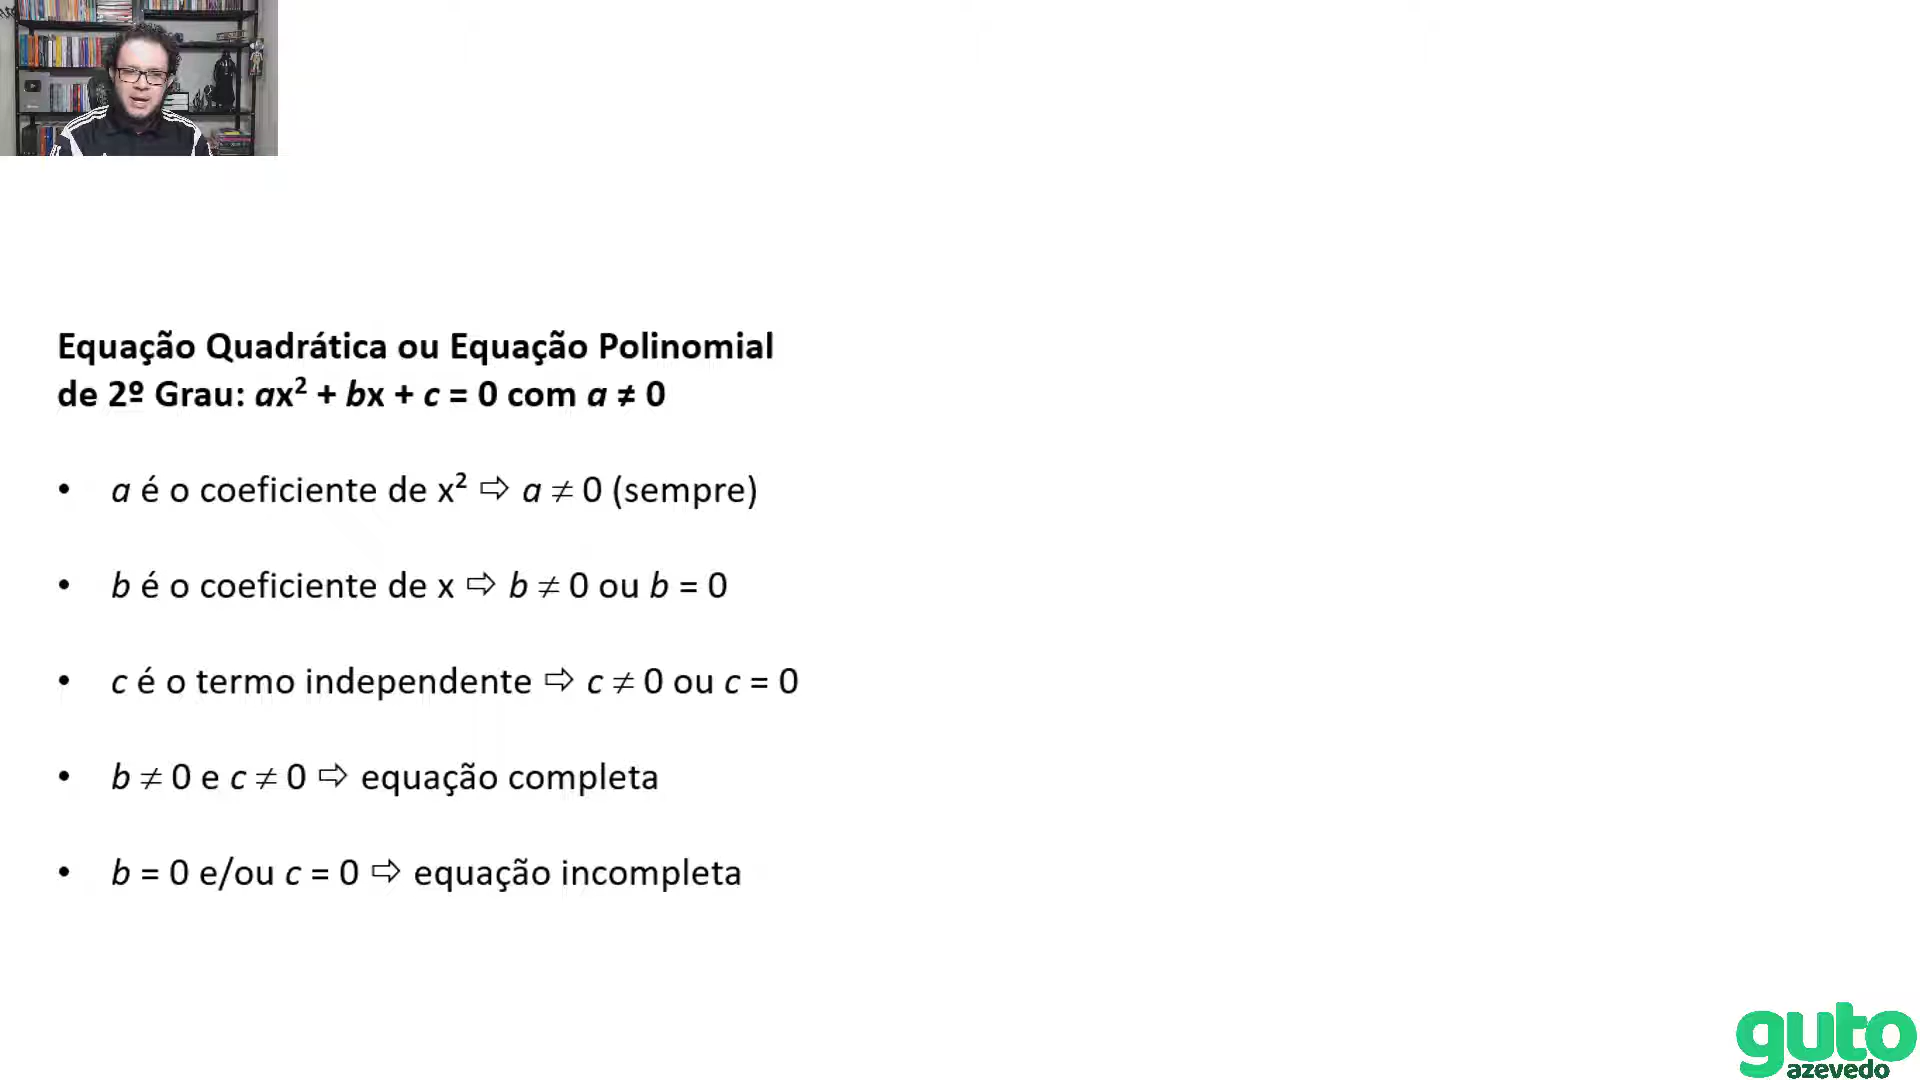 Equação Quadrática ou Equação Polinomial
de 2º Grau: ax² + bx + c = 0 com a ≠ 0
• a é o coeficiente de x² ⇨ a ≠ 0 (sempre)
• b é o coeficiente de x ⇨ b ≠ 0 ou b = 0
• c é o termo independente ⇨ c ≠ 0 ou c = 0
• b ≠ 0 e c ≠ 0 ⇨ equação completa
• b = 0 e/ou c = 0 ⇨ equação incompleta
guto
azevedo